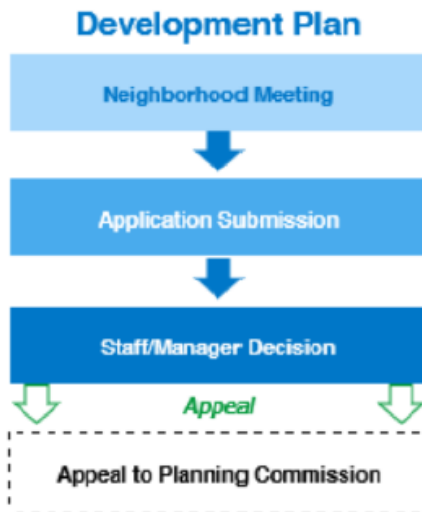 Development Plan
Neighborhood Meeting
Application Submission
Staff/Manager Decision
Appeal
Appeal to Planning Commission